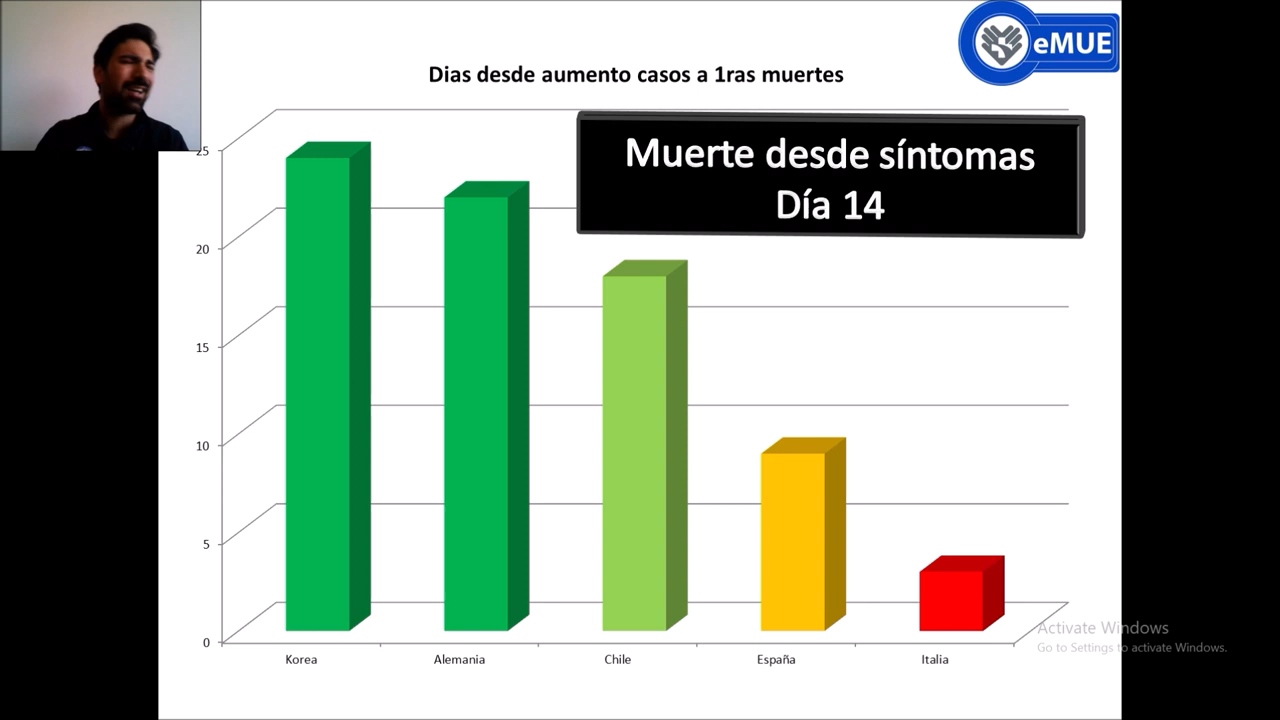 eMUE
Dias desde aumento casos a 1ras muertes
Muerte desde síntomas
Día 14
25
20
15
10
5
0
Korea
Alemania
Chile
España
Italia
Activate Windows
Go to Settings to activate Windows.